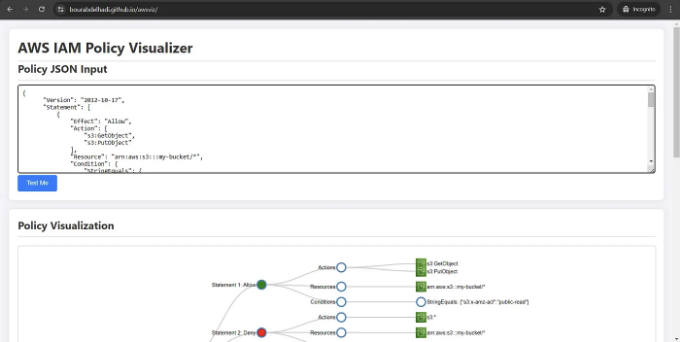 bourabdelhadi.github.io/awsviz/
Incognito
AWS IAM Policy Visualizer
Policy JSON Input
{
"Version": "2012-10-17",
"Statement": [
{
"Effect": "Allow",
"Action": [
"s3:GetObject",
"s3:PutObject"
],
"Resource": "arn:aws:s3:::my-bucket/*",
"Condition": {
"StringEquals": {
Test Me
Policy Visualization
Actions
s3:GetObject
s3:PutObject
Statement 1: Allow
Resources
arn:aws:s3:::my-bucket/*
Conditions
StringEquals: {"s3:x-amz-acl":"public-read"}
Actions
s3:*
Statement 2: Deny
Resources
arn:aws:s3:::my-bucket/*